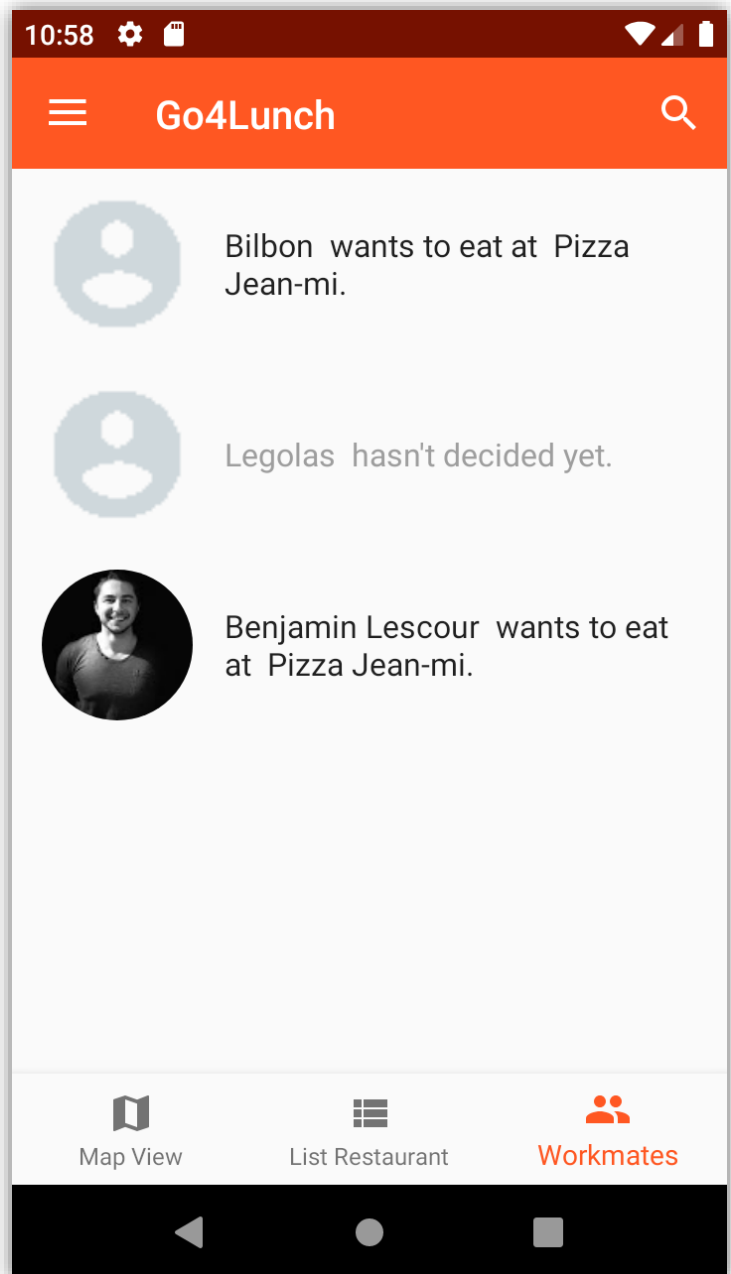 10:58
Go4Lunch
Bilbon  wants to eat at  Pizza
Jean-mi.
Legolas  hasn't decided yet.
Benjamin Lescour  wants to eat
at  Pizza Jean-mi.
Map View
List Restaurant
Workmates